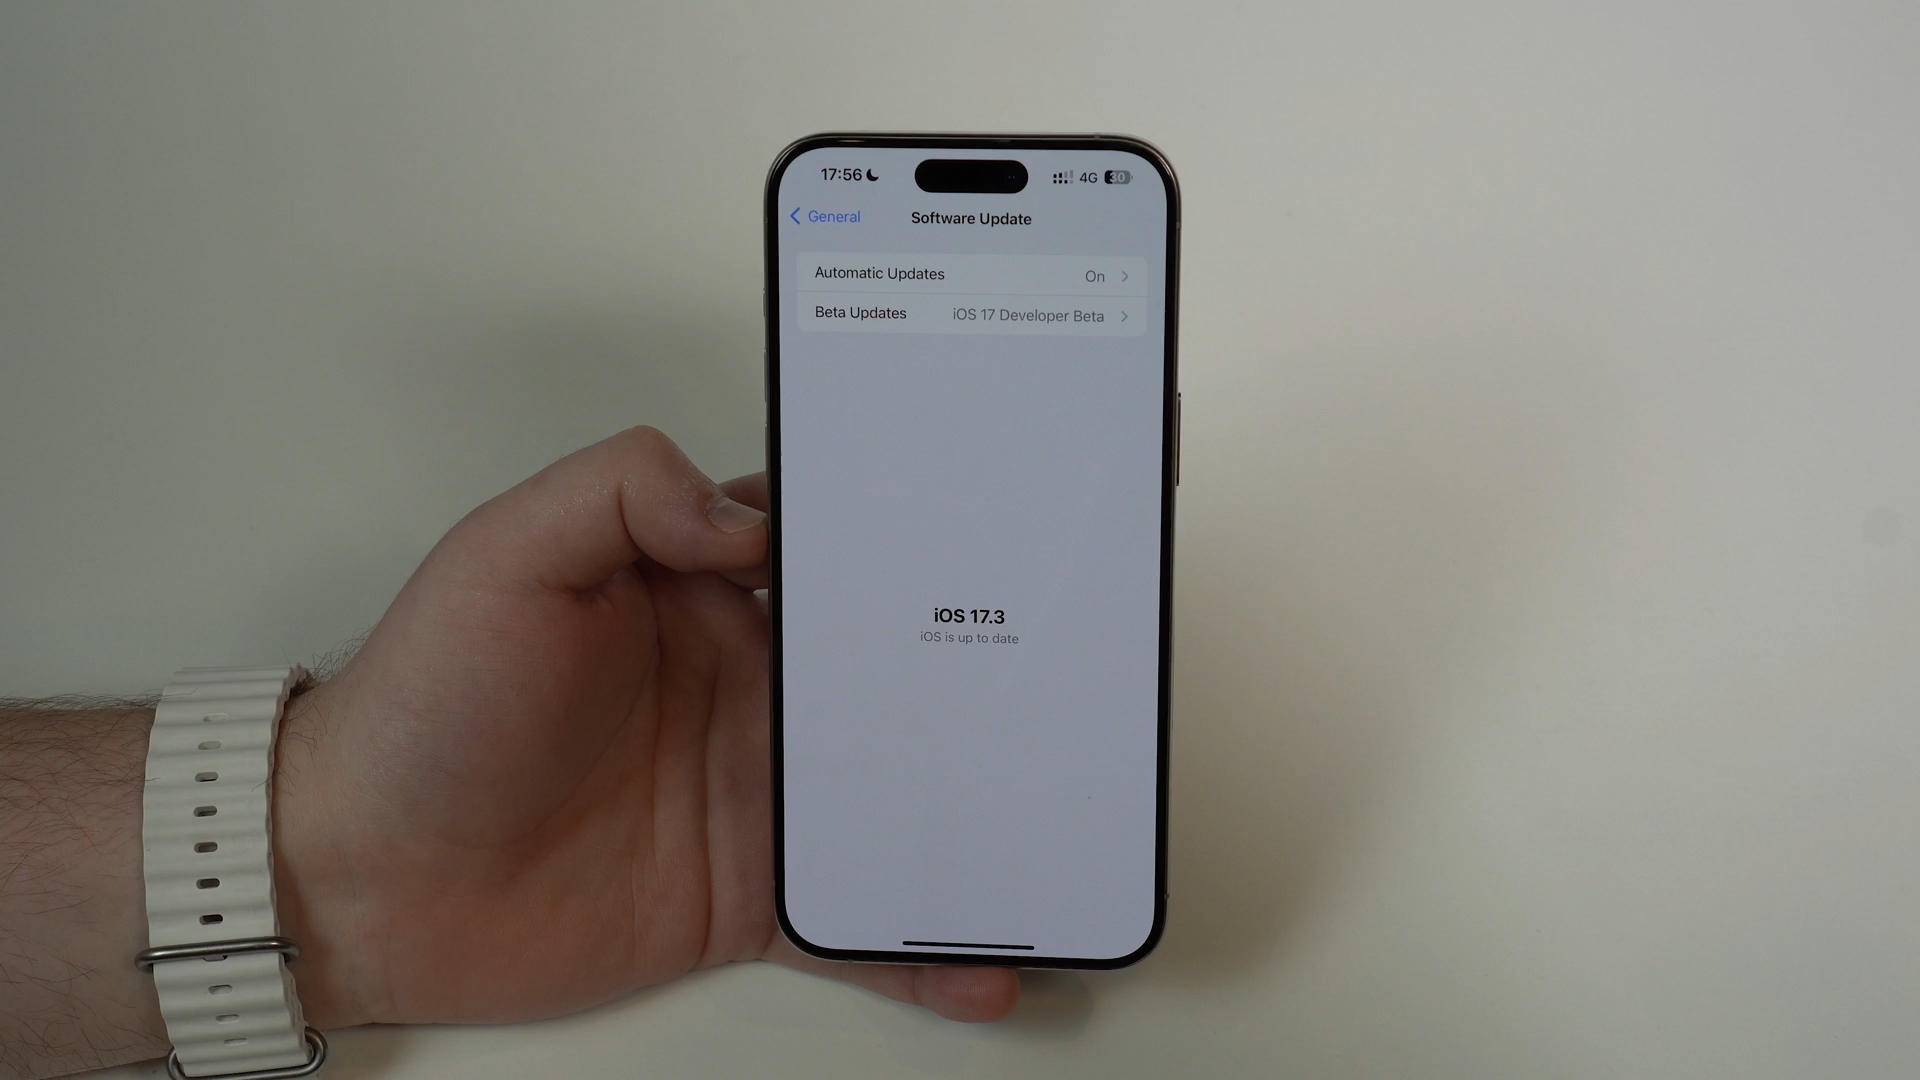 17:56 4G 30
General Software Update
Automatic Updates On
Beta Updates iOS 17 Developer Beta
iOS 17.3
iOS is up to date